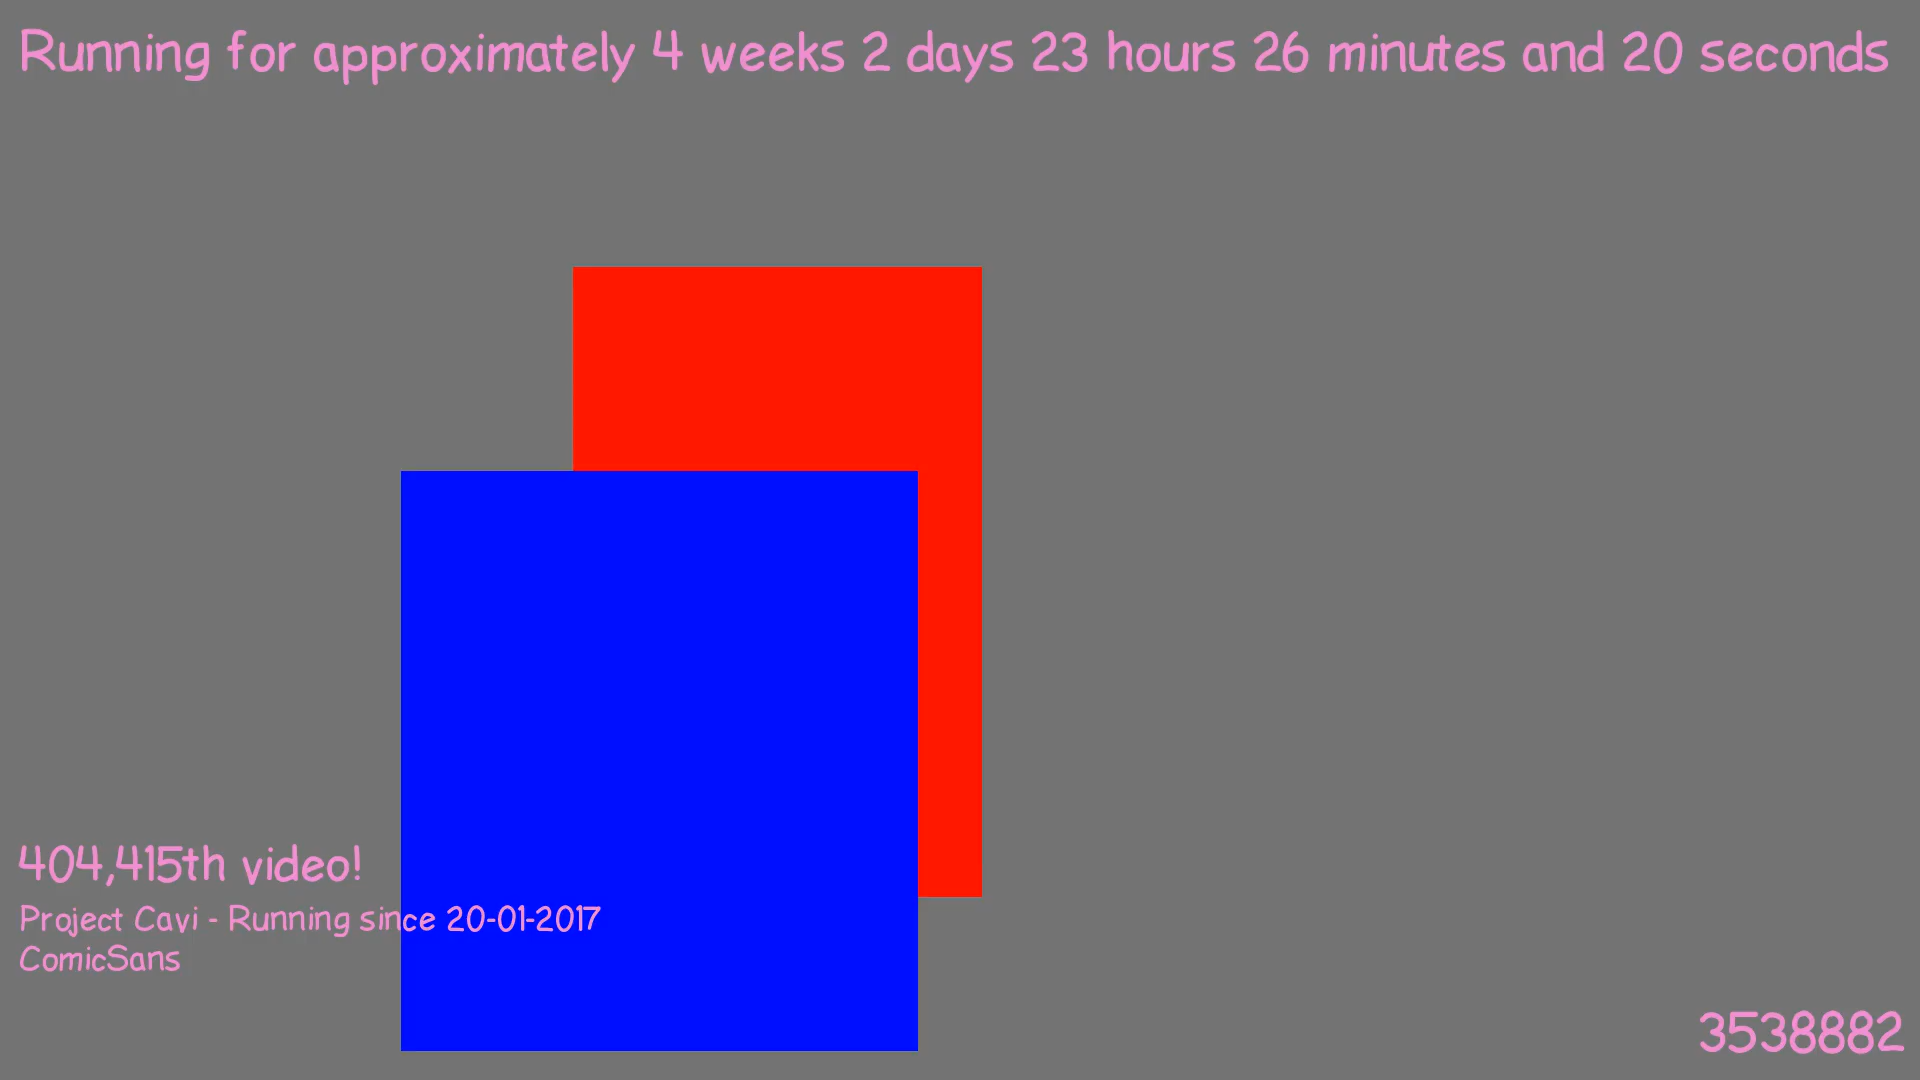 Running for approximately 4 weeks 2 days 23 hours 26 minutes and 20 seconds
404,415th video!
Project Cavi - Running since 20-01-2017
ComicSans
3538882